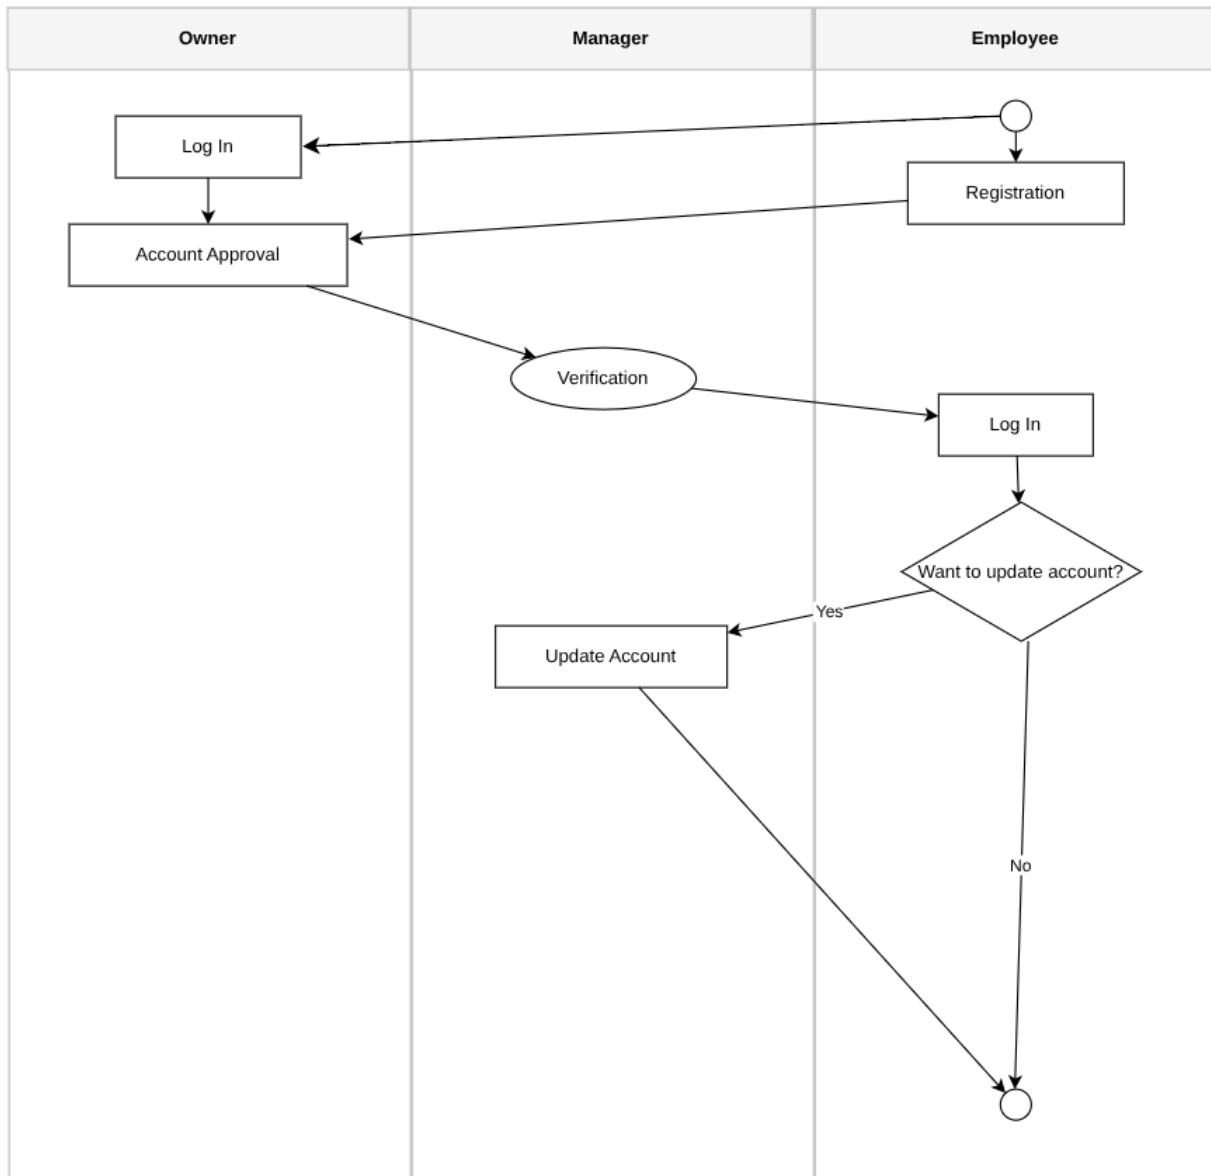 Owner
Manager
Employee
Log In
Registration
Account Approval
Verification
Log In
Want to update account?
Yes
Update Account
No